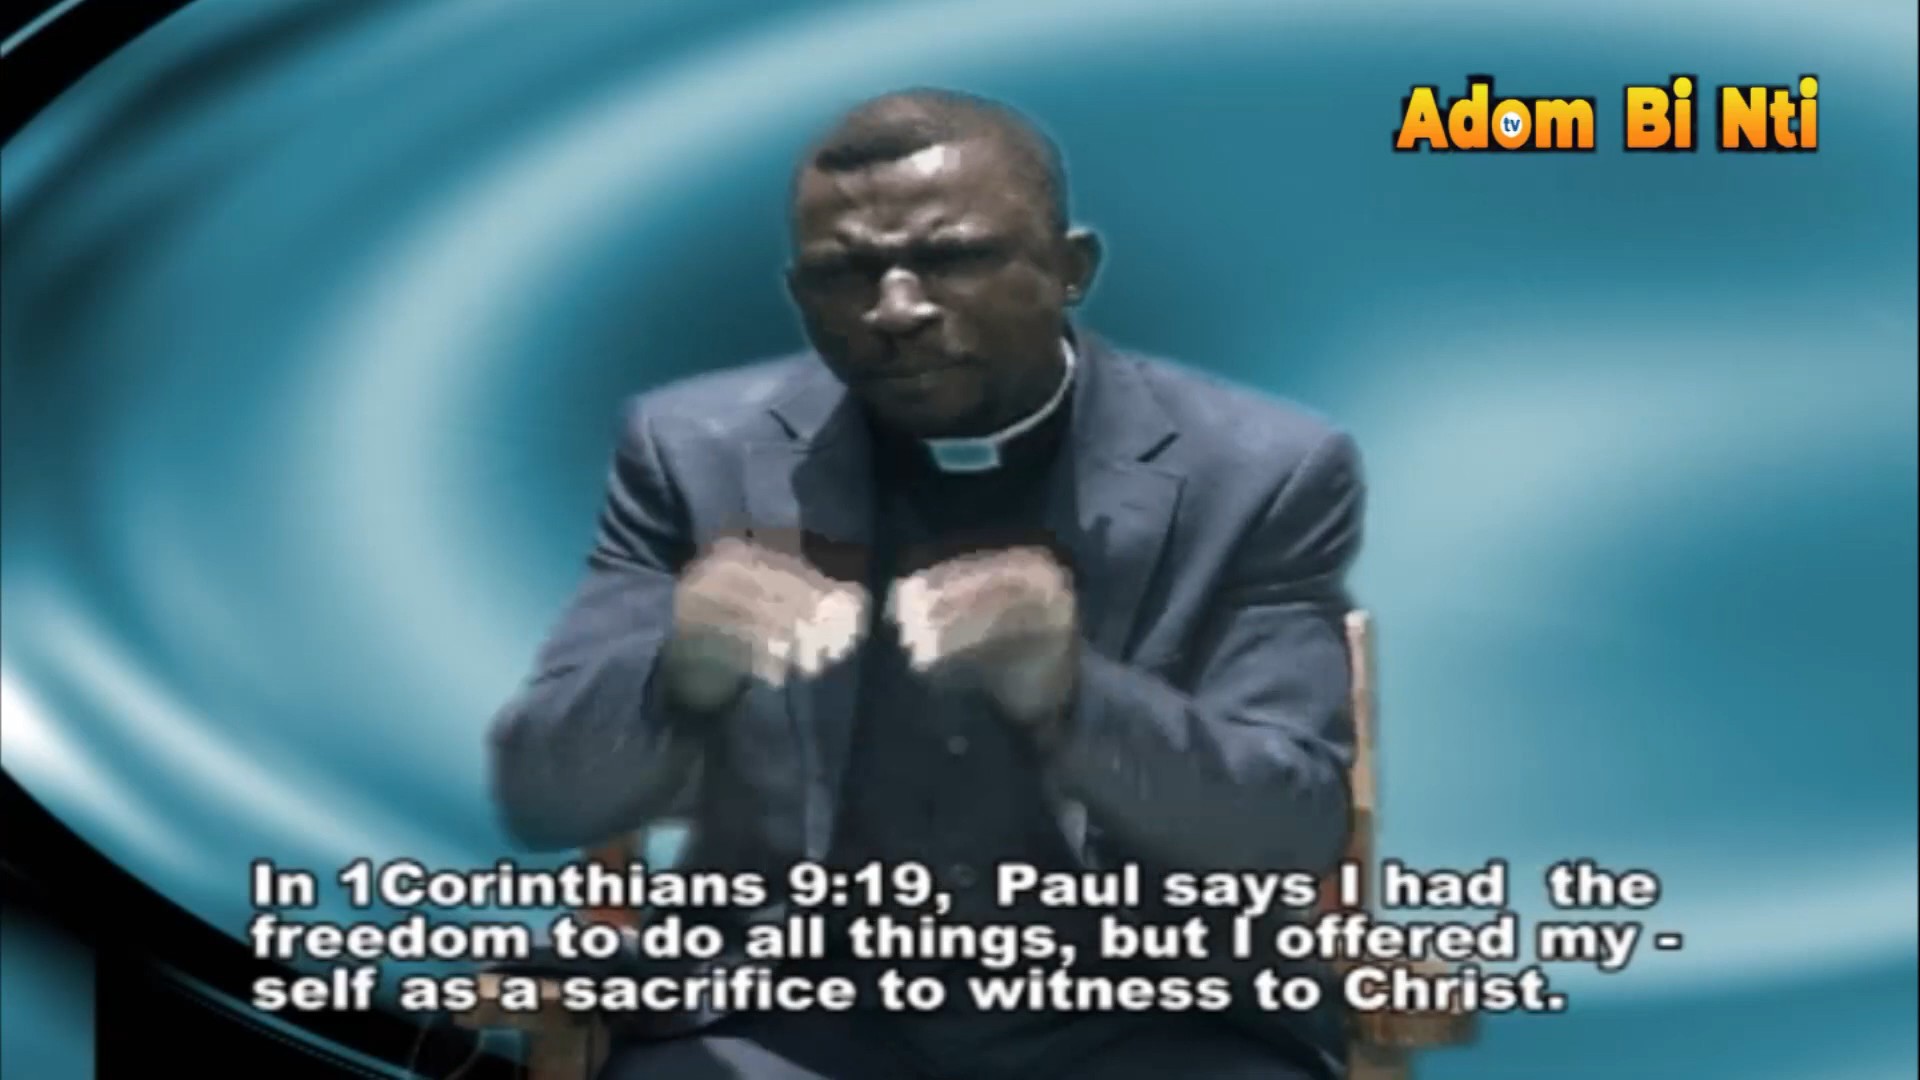 Adom Bi Nti
tv
In 1Corinthians 9:19, Paul says I had the
freedom to do all things, but I offered my -
self as a sacrifice to witness to Christ.